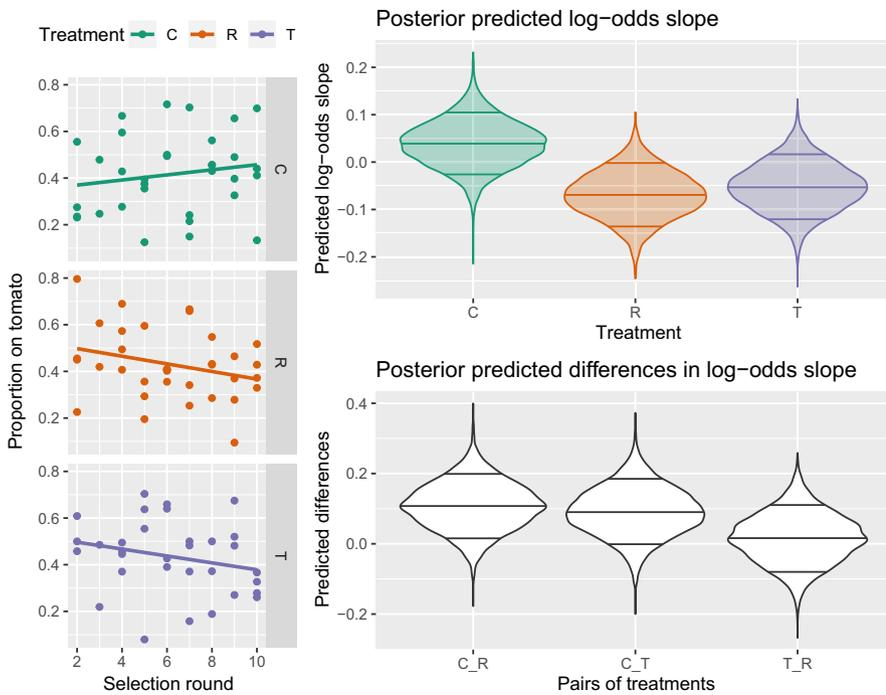 Treatment C R T
Proportion on tomato
0.8
0.6
0.4
0.2
C
0.8
0.6
0.4
0.2
R
0.8
0.6
0.4
0.2
T
2 4 6 8 10
Selection round
Posterior predicted log−odds slope
Predicted log−odds slope
0.2
0.1
0.0
−0.1
−0.2
C R T
Treatment
Posterior predicted differences in log−odds slope
Predicted differences
0.4
0.2
0.0
−0.2
C_R C_T T_R
Pairs of treatments